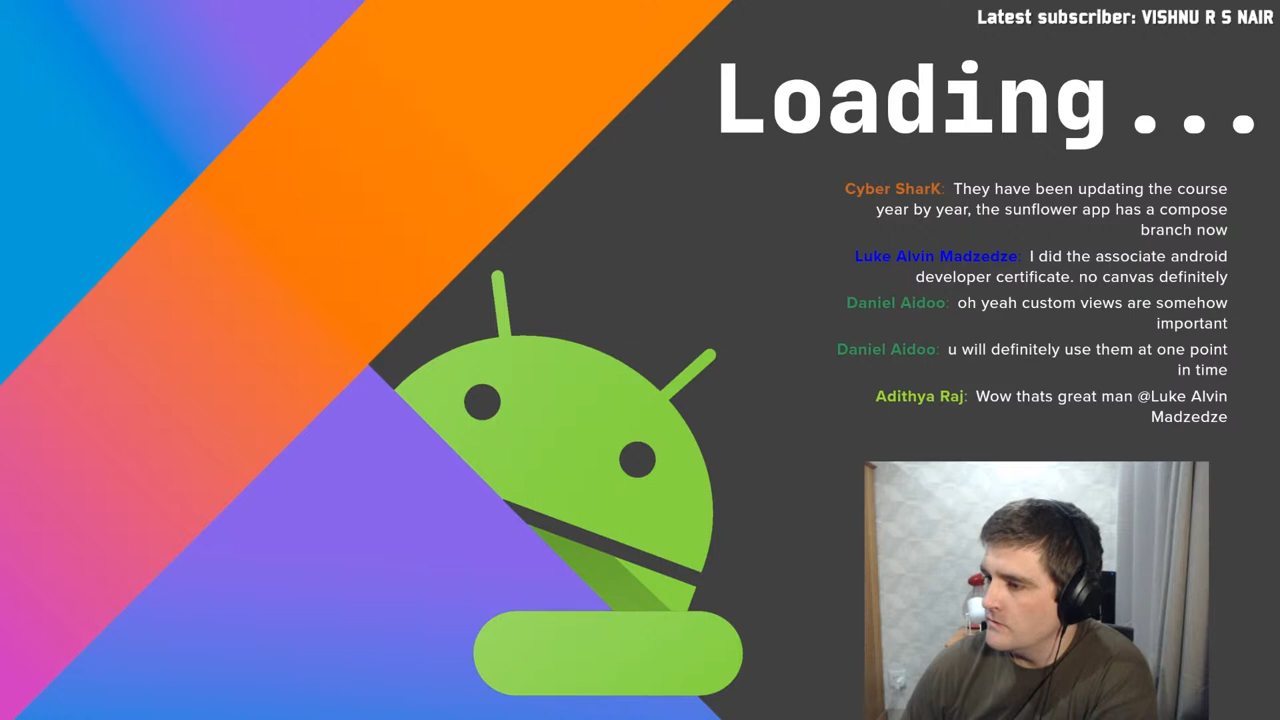 Latest subscriber: VISHNU R S NAIR
Loading...
Cyber SharK: They have been updating the course
year by year, the sunflower app has a compose
branch now
Luke Alvin Madzedze: I did the associate android
developer certificate. no canvas definitely
Daniel Aidoo: oh yeah custom views are somehow
important
Daniel Aidoo: u will definitely use them at one point
in time
Adithya Raj: Wow thats great man @Luke Alvin
Madzedze